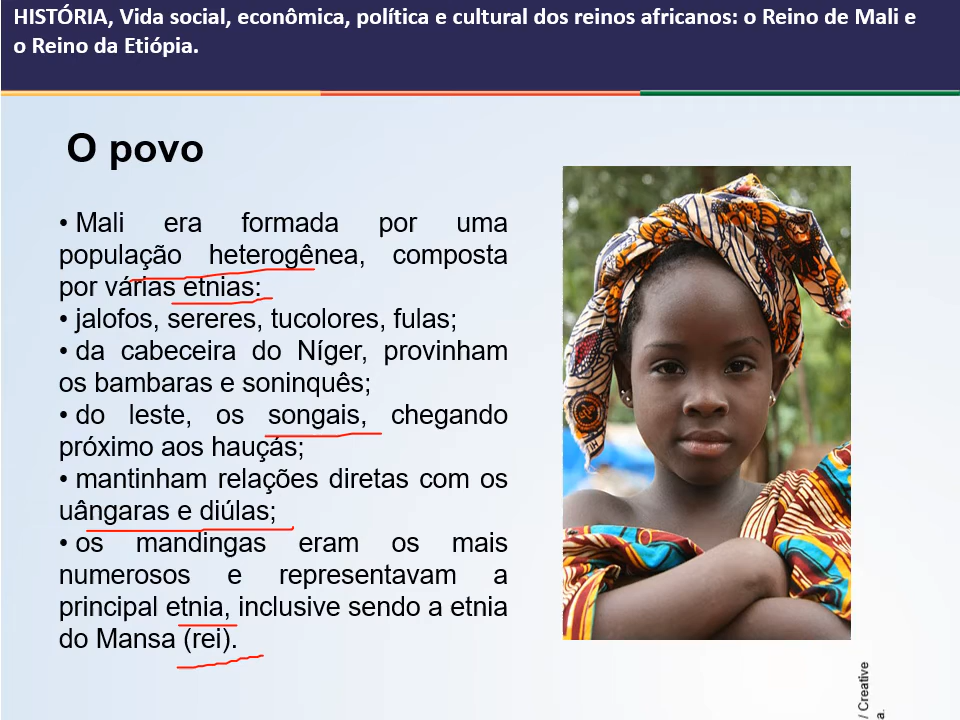 HISTÓRIA, Vida social, econômica, política e cultural dos reinos africanos: o Reino de Mali e
o Reino da Etiópia.
O povo
• Mali era formada por uma
população heterogênea, composta
por várias etnias:
• jalofos, sereres, tucolores, fulas;
• da cabeceira do Níger, provinham
os bambaras e soninquês;
• do leste, os songais, chegando
próximo aos hauçás;
• mantinham relações diretas com os
uângaras e diúlas;
• os mandingas eram os mais
numerosos e representavam a
principal etnia, inclusive sendo a etnia
do Mansa (rei).
/ Creative
a.